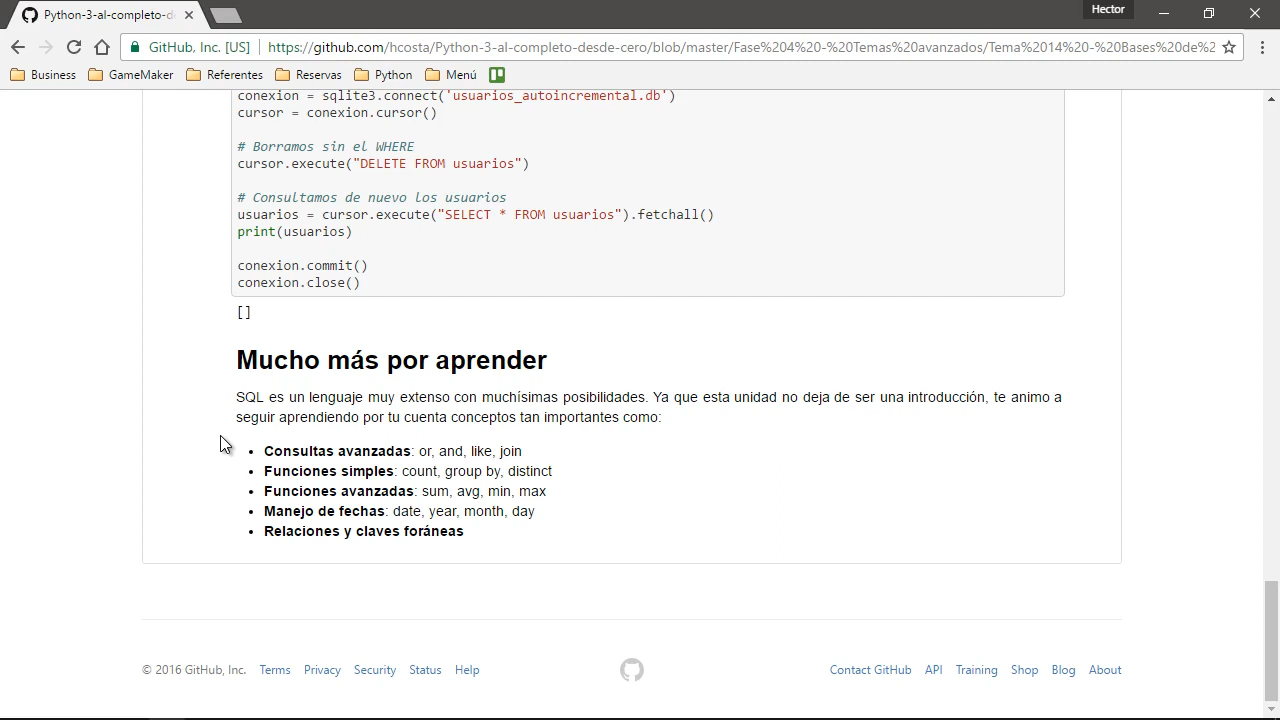 Python-3-al-completo-d
Hector
GitHub, Inc. [US]
https://github.com/hcosta/Python-3-al-completo-desde-cero/blob/master/Fase%204%20-%20Temas%20avanzados/Tema%2014%20-%20Bases%20de%2
Business GameMaker Referentes Reservas Python Menú
conexion = sqlite3.connect('usuarios_autoincremental.db')
cursor = conexion.cursor()
# Borramos sin el WHERE
cursor.execute("DELETE FROM usuarios")
# Consultamos de nuevo los usuarios
usuarios = cursor.execute("SELECT * FROM usuarios").fetchall()
print(usuarios)
conexion.commit()
conexion.close()
[]
Mucho más por aprender
SQL es un lenguaje muy extenso con muchísimas posibilidades. Ya que esta unidad no deja de ser una introducción, te animo a
seguir aprendiendo por tu cuenta conceptos tan importantes como:
• Consultas avanzadas: or, and, like, join
• Funciones simples: count, group by, distinct
• Funciones avanzadas: sum, avg, min, max
• Manejo de fechas: date, year, month, day
• Relaciones y claves foráneas
© 2016 GitHub, Inc. Terms Privacy Security Status Help
Contact GitHub API Training Shop Blog About